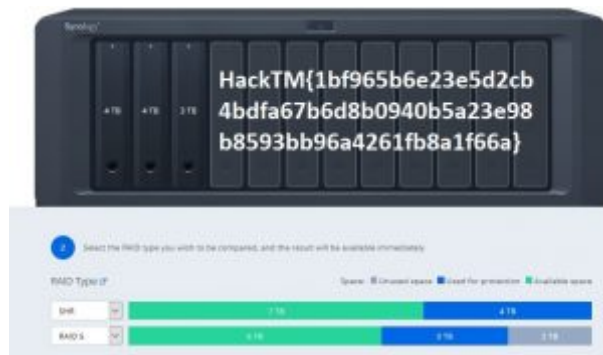 Synology
4 TB 4 TB 3 TB
HackTM{1bf965b6e23e5d2cb
4bdfa67b6d8b0940b5a23e98
b8593bb96a4261fb8a1f66a}
2 Select the RAID type you wish to be compared, and the result will be available immediately.
RAID Type Space: Unused space Used for protection Available space
SHR 7 TB 4 TB
RAID 5 6 TB 3 TB 2 TB